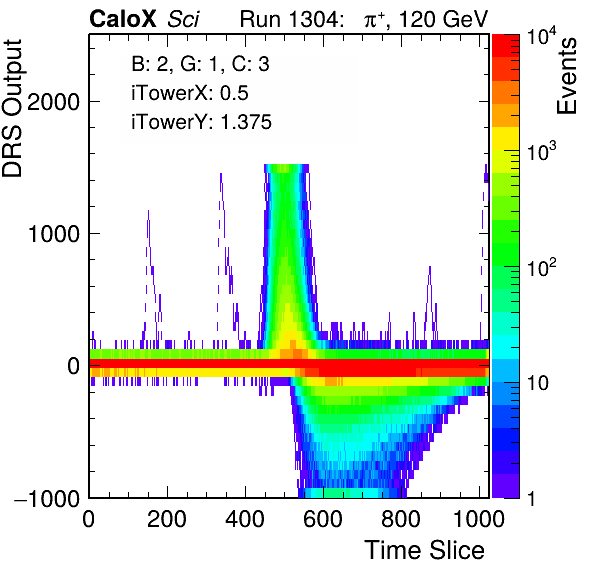 CaloX Sci Run 1304: π⁺, 120 GeV
B: 2, G: 1, C: 3
iTowerX: 0.5
iTowerY: 1.375
DRS Output
2000
1000
0
−1000
0 200 400 600 800 1000
Time Slice
Events
10⁴
10³
10²
10
1